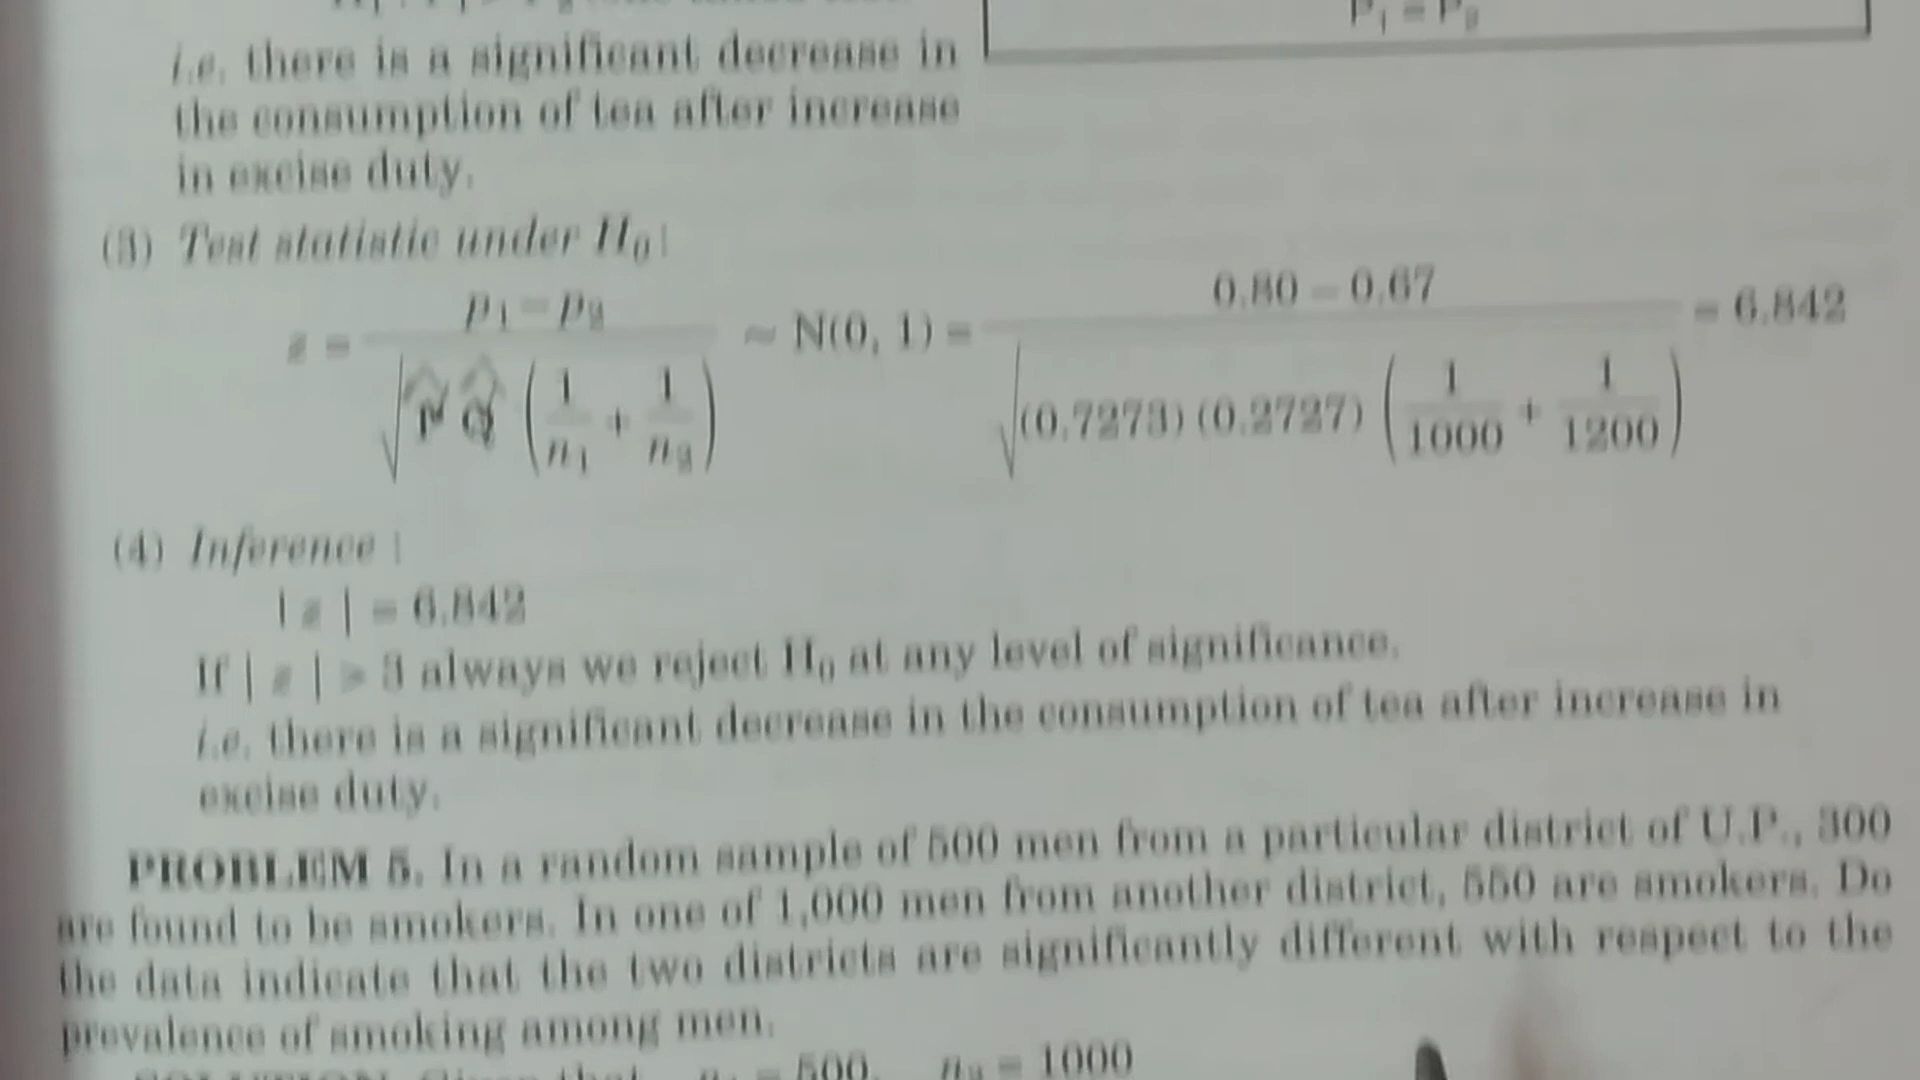 P₁ = P₂
i.e. there is a significant decrease in
the consumption of tea after increase
in excise duty.
(3) Test statistic under H₀ :
z = (p₁ − p₂) / √(P̂ Q̂ (1/n₁ + 1/n₂)) ~ N(0, 1) = (0.80 − 0.67) / √((0.7273) (0.2727) (1/1000 + 1/1200)) = 6.842
(4) Inference :
| z | = 6.842
If | z | > 3 always we reject H₀ at any level of significance.
i.e. there is a significant decrease in the consumption of tea after increase in
excise duty.
PROBLEM 5. In a random sample of 500 men from a particular district of U.P., 300
are found to be smokers. In one of 1,000 men from another district, 550 are smokers. Do
the data indicate that the two districts are significantly different with respect to the
prevalence of smoking among men.
SOLUTION. Given that n₁ = 500, n₂ = 1000